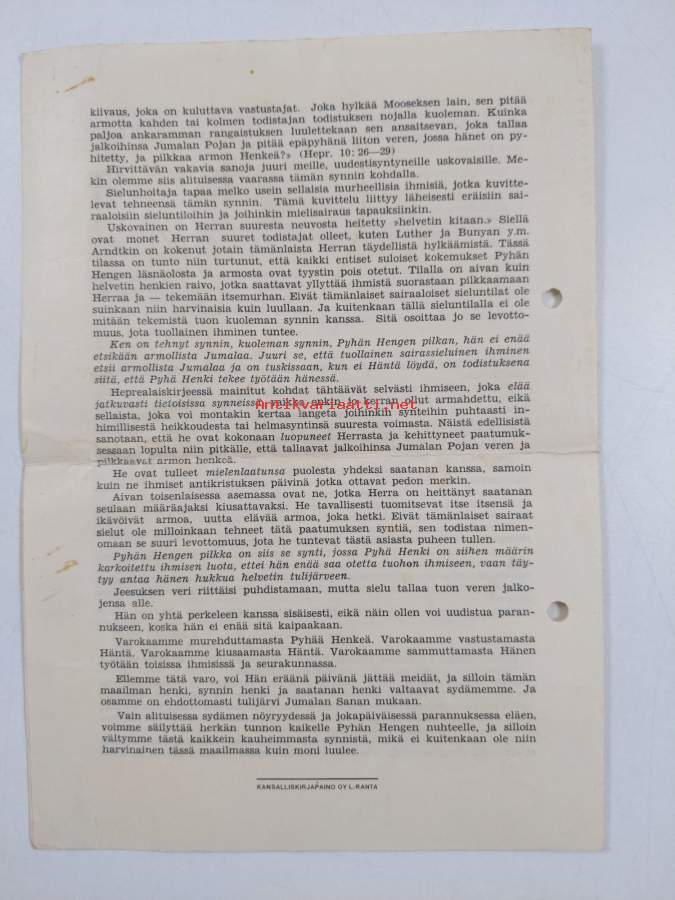 kiivaus, joka on kuluttava vastustajat. Joka hylkää Mooseksen lain, sen pitää
armotta kahden tai kolmen todistajan todistuksen nojalla kuoleman. Kuinka
paljoa ankaramman rangaistuksen luulettekaan sen ansaitsevan, joka tallaa
jalkoihinsa Jumalan Pojan ja pitää epäpyhänä liiton veren, jossa hänet on py-
hitetty, ja pilkkaa armon Henkeä?» (Hepr. 10: 26—29)
Hirvittävän vakavia sanoja juuri meille, uudestisyntyneille uskovaisille. Me-
kin olemme siis alituisessa vaarassa tämän synnin kohdalla.
Sielunhoitaja tapaa melko usein sellaisia murheellisia ihmisiä, jotka kuvitte-
levat tehneensä tämän synnin. Tämä kuvittelu liittyy läheisesti eräisiin sai-
raaloisiin sieluntiloihin ja joihinkin mielisairaus tapauksiinkin.
Uskovainen on Herran suuresta neuvosta heitetty »helvetin kitaan.» Siellä
ovat monet Herran suuret todistajat olleet, kuten Luther ja Bunyan y.m.
Arndtkin on kokenut jotain tämänlaista Herran täydellistä hylkäämistä. Tässä
tilassa on tunto niin turtunut, että kaikki entiset suloiset kokemukset Pyhän
Hengen läsnäolosta ja armosta ovat tyystin pois otetut. Tilalla on aivan kuin
helvetin henkien raivo, jotka saattavat yllyttää ihmistä suorastaan pilkkaamaan
Herraa ja — tekemään itsemurhan. Eivät tämänlaiset sairaaloiset sieluntilat ole
suinkaan niin harvinaisia kuin luullaan. Ja kuitenkaan tällä sieluntilalla ei ole
mitään tekemistä tuon kuoleman synnin kanssa. Sitä osoittaa jo se levotto-
muus, jota tuollainen ihminen tuntee.
Ken on tehnyt synnin, kuoleman synnin, Pyhän Hengen pilkan, hän ei enää
etsikään armollista Jumalaa. Juuri se, että tuollainen sairassieluinen ihminen
etsii armollista Jumalaa ja on tuskissaan, kun ei Häntä löydä, on todistuksena
siitä, että Pyhä Henki tekee työtään hänessä.
Heprealaiskirjeessä mainitut kohdat tähtäävät selvästi ihmiseen, joka elää
jatkuvasti tietoisissa synneissä, vaikka onkin jo kerran ollut armahdettu, eikä
Antikvariaatti.net
sellaista, joka voi montakin kertaa langeta joihinkin synteihin puhtaasti in-
himillisestä heikkoudesta tai helmasyntinsä suuresta voimasta. Näistä edellisistä
sanotaan, että he ovat kokonaan luopuneet Herrasta ja kehittyneet paatumuk-
sessaan lopulta niin pitkälle, että tallaavat jalkoihinsa Jumalan Pojan veren ja
pilkkaavat armon henkeä.
He ovat tulleet mielenlaatunsa puolesta yhdeksi saatanan kanssa, samoin
kuin ne ihmiset antikristuksen päivinä jotka ottavat pedon merkin.
Aivan toisenlaisessa asemassa ovat ne, jotka Herra on heittänyt saatanan
seulaan määräajaksi kiusattavaksi. He tavallisesti tuomitsevat itse itsensä ja
ikävöivät armoa, uutta elävää armoa, joka hetki. Eivät tämänlaiset sairaat
sielut ole milloinkaan tehneet tätä paatumuksen syntiä, sen todistaa nimen-
omaan se suuri levottomuus, jota he tuntevat tästä asiasta puheen tullen.
Pyhän Hengen pilkka on siis se synti, jossa Pyhä Henki on siihen määrin
karkoitettu ihmisen luota, ettei hän enää saa otetta tuohon ihmiseen, vaan täy-
tyy antaa hänen hukkua helvetin tulijärveen.
Jeesuksen veri riittäisi puhdistamaan, mutta sielu tallaa tuon veren jalko-
jensa alle.
Hän on yhtä perkeleen kanssa sisäisesti, eikä näin ollen voi uudistua paran-
nukseen, koska hän ei enää sitä kaipaakaan.
Varokaamme murehduttamasta Pyhää Henkeä. Varokaamme vastustamasta
Häntä. Varokaamme kiusaamasta Häntä. Varokaamme sammuttamasta Hänen
työtään toisissa ihmisissä ja seurakunnassa.
Ellemme tätä varo, voi Hän eräänä päivänä jättää meidät, ja silloin tämän
maailman henki, synnin henki ja saatanan henki valtaavat sydämemme. Ja
osamme on ehdottomasti tulijärvi Jumalan Sanan mukaan.
Vain alituisessa sydämen nöyryydessä ja jokapäiväisessä parannuksessa eläen,
voimme säilyttää herkän tunnon kaikelle Pyhän Hengen nuhteelle, ja silloin
vältymme tästä kaikkein kauheimmasta synnistä, mikä ei kuitenkaan ole niin
harvinainen tässä maailmassa kuin moni luulee.
KANSALLISKIRJAPAINO OY L. RANTA